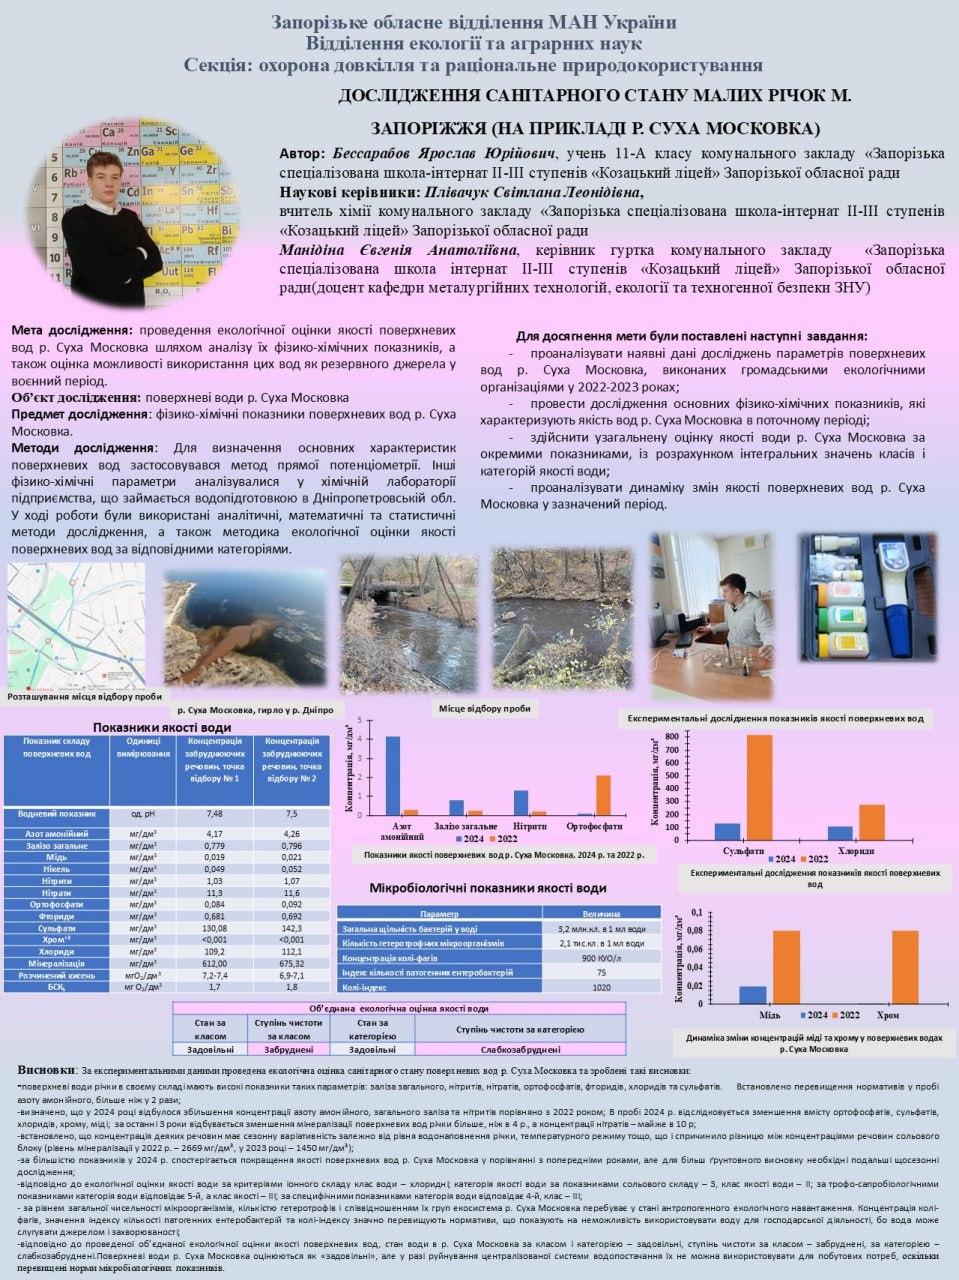 Запорізьке обласне відділення МАН України
Відділення екології та аграрних наук
Секція: охорона довкілля та раціональне природокористування
ДОСЛІДЖЕННЯ САНІТАРНОГО СТАНУ МАЛИХ РІЧОК М.
ЗАПОРІЖЖЯ (НА ПРИКЛАДІ Р. СУХА МОСКОВКА)
Автор: Бессарабов Ярослав Юрійович, учень 11-А класу комунального закладу «Запорізька
спеціалізована школа-інтернат ІІ-ІІІ ступенів «Козацький ліцей» Запорізької обласної ради
Наукові керівники: Плівачук Світлана Леонідівна,
вчитель хімії комунального закладу «Запорізька спеціалізована школа-інтернат ІІ-ІІІ ступенів
«Козацький ліцей» Запорізької обласної ради
Манідіна Євгенія Анатоліївна, керівник гуртка комунального закладу «Запорізька
спеціалізована школа інтернат ІІ-ІІІ ступенів «Козацький ліцей» Запорізької обласної
ради(доцент кафедри металургійних технологій, екології та техногенної безпеки ЗНУ)
Мета дослідження: проведення екологічної оцінки якості поверхневих
вод р. Суха Московка шляхом аналізу їх фізико-хімічних показників, а
також оцінка можливості використання цих вод як резервного джерела у
воєнний період.
Об'єкт дослідження: поверхневі води р. Суха Московка
Предмет дослідження: фізико-хімічні показники поверхневих вод р. Суха
Московка.
Методи дослідження: Для визначення основних характеристик
поверхневих вод застосовувався метод прямої потенціометрії. Інші
фізико-хімічні параметри аналізувалися у хімічній лабораторії
підприємства, що займається водопідготовкою в Дніпропетровській обл.
У ході роботи були використані аналітичні, математичні та статистичні
методи дослідження, а також методика екологічної оцінки якості
поверхневих вод за відповідними категоріями.
Для досягнення мети були поставлені наступні завдання:
- проаналізувати наявні дані досліджень параметрів поверхневих
вод р. Суха Московка, виконаних громадськими екологічними
організаціями у 2022-2023 роках;
- провести дослідження основних фізико-хімічних показників, які
характеризують якість вод р. Суха Московка в поточному періоді;
- здійснити узагальнену оцінку якості води р. Суха Московка за
окремими показниками, із розрахунком інтегральних значень класів і
категорій якості води;
- проаналізувати динаміку змін якості поверхневих вод р. Суха
Московка у зазначений період.
Розташування місця відбору проби
р. Суха Московка, гирло у р. Дніпро
Місце відбору проби
Експериментальні дослідження показників якості поверхневих вод
Показники якості води
Показник складу поверхневих вод Одиниці вимірювання Концентрація забруднюючих речовин, точка відбору № 1 Концентрація забруднюючих речовин, точка відбору № 2
Водневий показник од. рН 7,48 7,5
Азот амонійний мг/дм³ 4,17 4,26
Залізо загальне мг/дм³ 0,779 0,796
Мідь мг/дм³ 0,019 0,021
Нікель мг/дм³ 0,049 0,052
Нітрити мг/дм³ 1,03 1,07
Нітрати мг/дм³ 11,3 11,6
Ортофосфати мг/дм³ 0,084 0,092
Фториди мг/дм³ 0,681 0,692
Сульфати мг/дм³ 130,08 142,3
Хром⁺³ мг/дм³ <0,001 <0,001
Хлориди мг/дм³ 109,2 112,1
Мінералізація мг/дм³ 612,00 675,32
Розчинений кисень мгО₂/дм³ 7,2-7,4 6,9-7,1
БСК₅ мг О₂/дм³ 1,7 1,8
Концентрація, мг/дм³
5
4
3
2
1
0
Азот амонійний Залізо загальне Нітрити Ортофосфати
2024 2022
Показники якості поверхневих вод р. Суха Московка, 2024 р. та 2022 р.
Концентрація, мг/дм³
800
700
600
500
400
300
200
100
0
Сульфати Хлориди
2024 2022
Експериментальні дослідження показників якості поверхневих
вод
Мікробіологічні показники якості води
Параметр Величина
Загальна щільність бактерій у воді 3,2 млн.кл. в 1 мл води
Кількість гетеротрофних мікроорганізмів 2,1 тис.кл. в 1 мл води
Концентрація колі-фагів 900 КУО/л
Індекс кількості патогенних ентеробактерій 75
Колі-індекс 1020
Концентрація, мг/дм³
0,1
0,08
0,06
0,04
0,02
0
Мідь Хром
2024 2022
Динаміка зміни концентрацій міді та хрому у поверхневих водах
р. Суха Московка
Об'єднана екологічна оцінка якості води
Стан за класом Ступінь чистоти за класом Стан за категорією Ступінь чистоти за категорією
Задовільні Забруднені Задовільні Слабкозабруднені
Висновки: За експериментальними даними проведена екологічна оцінка санітарного стану поверхневих вод р. Суха Московка та зроблені такі висновки:
-поверхневі води річки в своєму складі мають високі показники таких параметрів: заліза загального, нітритів, нітратів, ортофосфатів, фторидів, хлоридів та сульфатів. Встановлено перевищення нормативів у пробі
азоту амонійного, більше ніж у 2 рази;
-визначено, що у 2024 році відбулося збільшення концентрації азоту амонійного, загального заліза та нітритів порівняно з 2022 роком; В пробі 2024 р. відслідковується зменшення вмісту ортофосфатів, сульфатів,
хлоридів, хрому, міді; за останні 3 роки відбувається зменшення мінералізації поверхневих вод річки більше, ніж в 4 р., а концентрації нітратів – майже в 10 р;
-встановлено, що концентрація деяких речовин має сезонну варіативність залежно від рівня водонаповнення річки, температурного режиму тощо, що і спричинило різницю між концентраціями речовин сольового
блоку (рівень мінералізації у 2022 р. – 2669 мг/дм³, у 2023 році – 1450 мг/дм³);
-за більшістю показників у 2024 р. спостерігається покращення якості поверхневих вод р. Суха Московка у порівнянні з попередніми роками, але для більш ґрунтовного висновку необхідні подальші щосезонні
дослідження;
-відповідно до екологічної оцінки якості води за критеріями іонного складу клас води – хлоридні; категорія якості води за показниками сольового складу – 3, клас якості води – ІІ; за трофо-сапробіологічними
показниками категорія води відповідає 5-й, а клас якості – ІІІ; за специфічними показниками категорія води відповідає 4-й, клас – ІІІ;
- за рівнем загальної чисельності мікроорганізмів, кількістю гетеротрофів і співвідношенням їх груп екосистема р. Суха Московка перебуває у стані антропогенного екологічного навантаження. Концентрація колі-
фагів, значення індексу кількості патогенних ентеробактерій та колі-індексу значно перевищують нормативи, що показують на неможливість використовувати воду для господарської діяльності, бо вода може
слугувати джерелом і захворюваності;
-відповідно до проведеної об'єднаної екологічної оцінки якості поверхневих вод, стан води в р. Суха Московка за класом і категорією – задовільні, ступінь чисто­ти за класом – забруднені, за категорією –
слабкозабруднені.Поверхневі води р. Суха Московка оцінюються як «задовільні», але у разі руйнування централізованої системи водопостачання їх не можна використовувати для побутових потреб, оскільки
перевищені норми мікробіологічних показників.